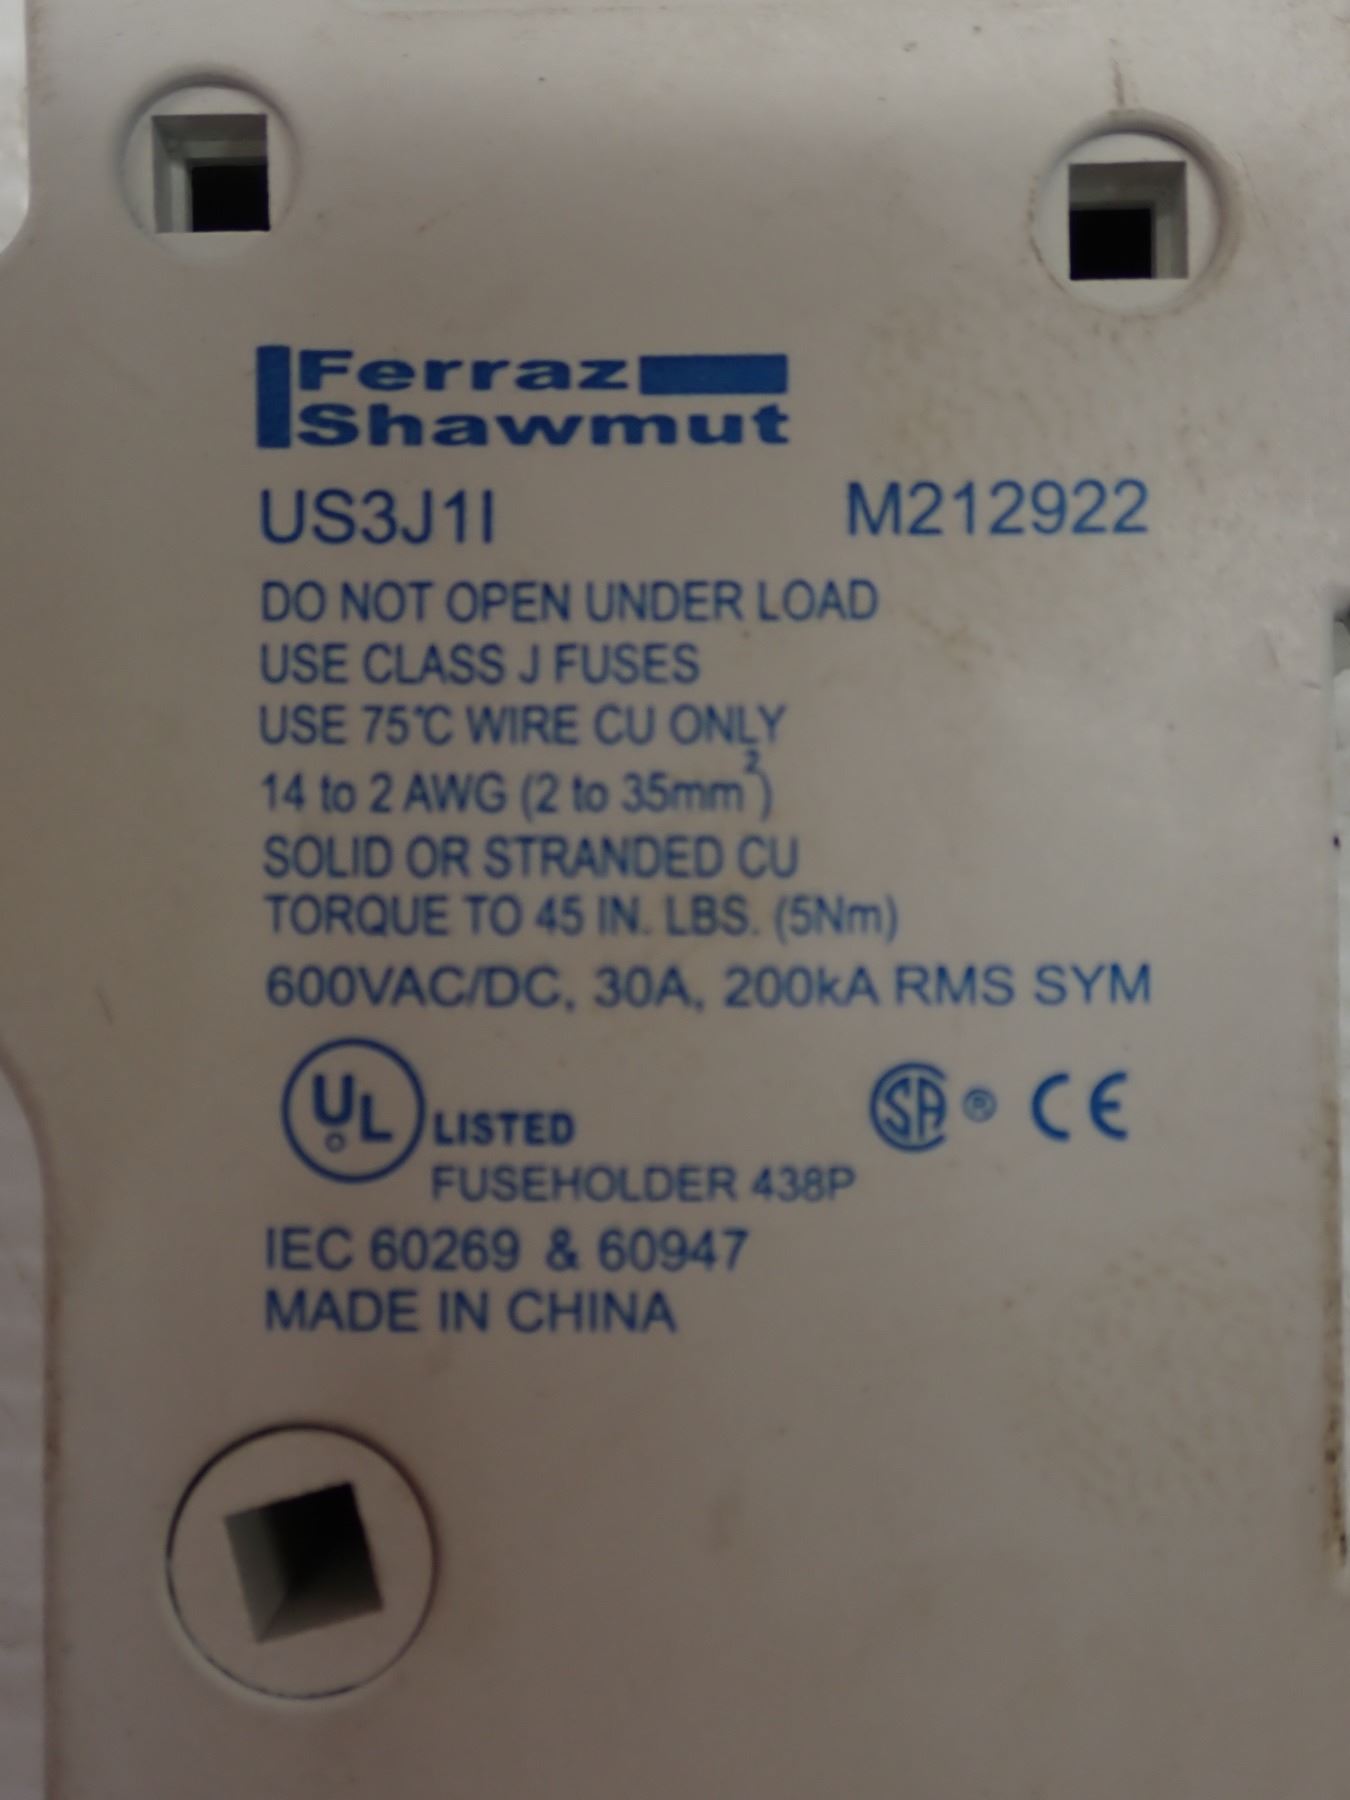 Ferraz
Shawmut
US3J1I M212922
DO NOT OPEN UNDER LOAD
USE CLASS J FUSES
USE 75℃ WIRE CU ONLY
14 to 2 AWG (2 to 35mm²)
SOLID OR STRANDED CU
TORQUE TO 45 IN. LBS. (5Nm)
600VAC/DC, 30A, 200kA RMS SYM
UL LISTED SA ® CE
FUSEHOLDER 438P
IEC 60269 & 60947
MADE IN CHINA